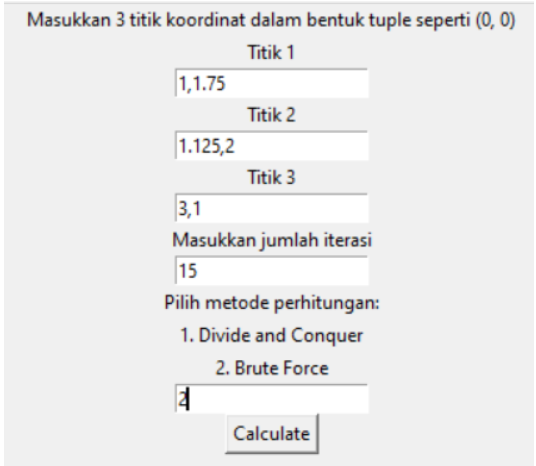 Masukkan 3 titik koordinat dalam bentuk tuple seperti (0, 0)
Titik 1
1,1.75
Titik 2
1.125,2
Titik 3
3,1
Masukkan jumlah iterasi
15
Pilih metode perhitungan:
1. Divide and Conquer
2. Brute Force
2
Calculate